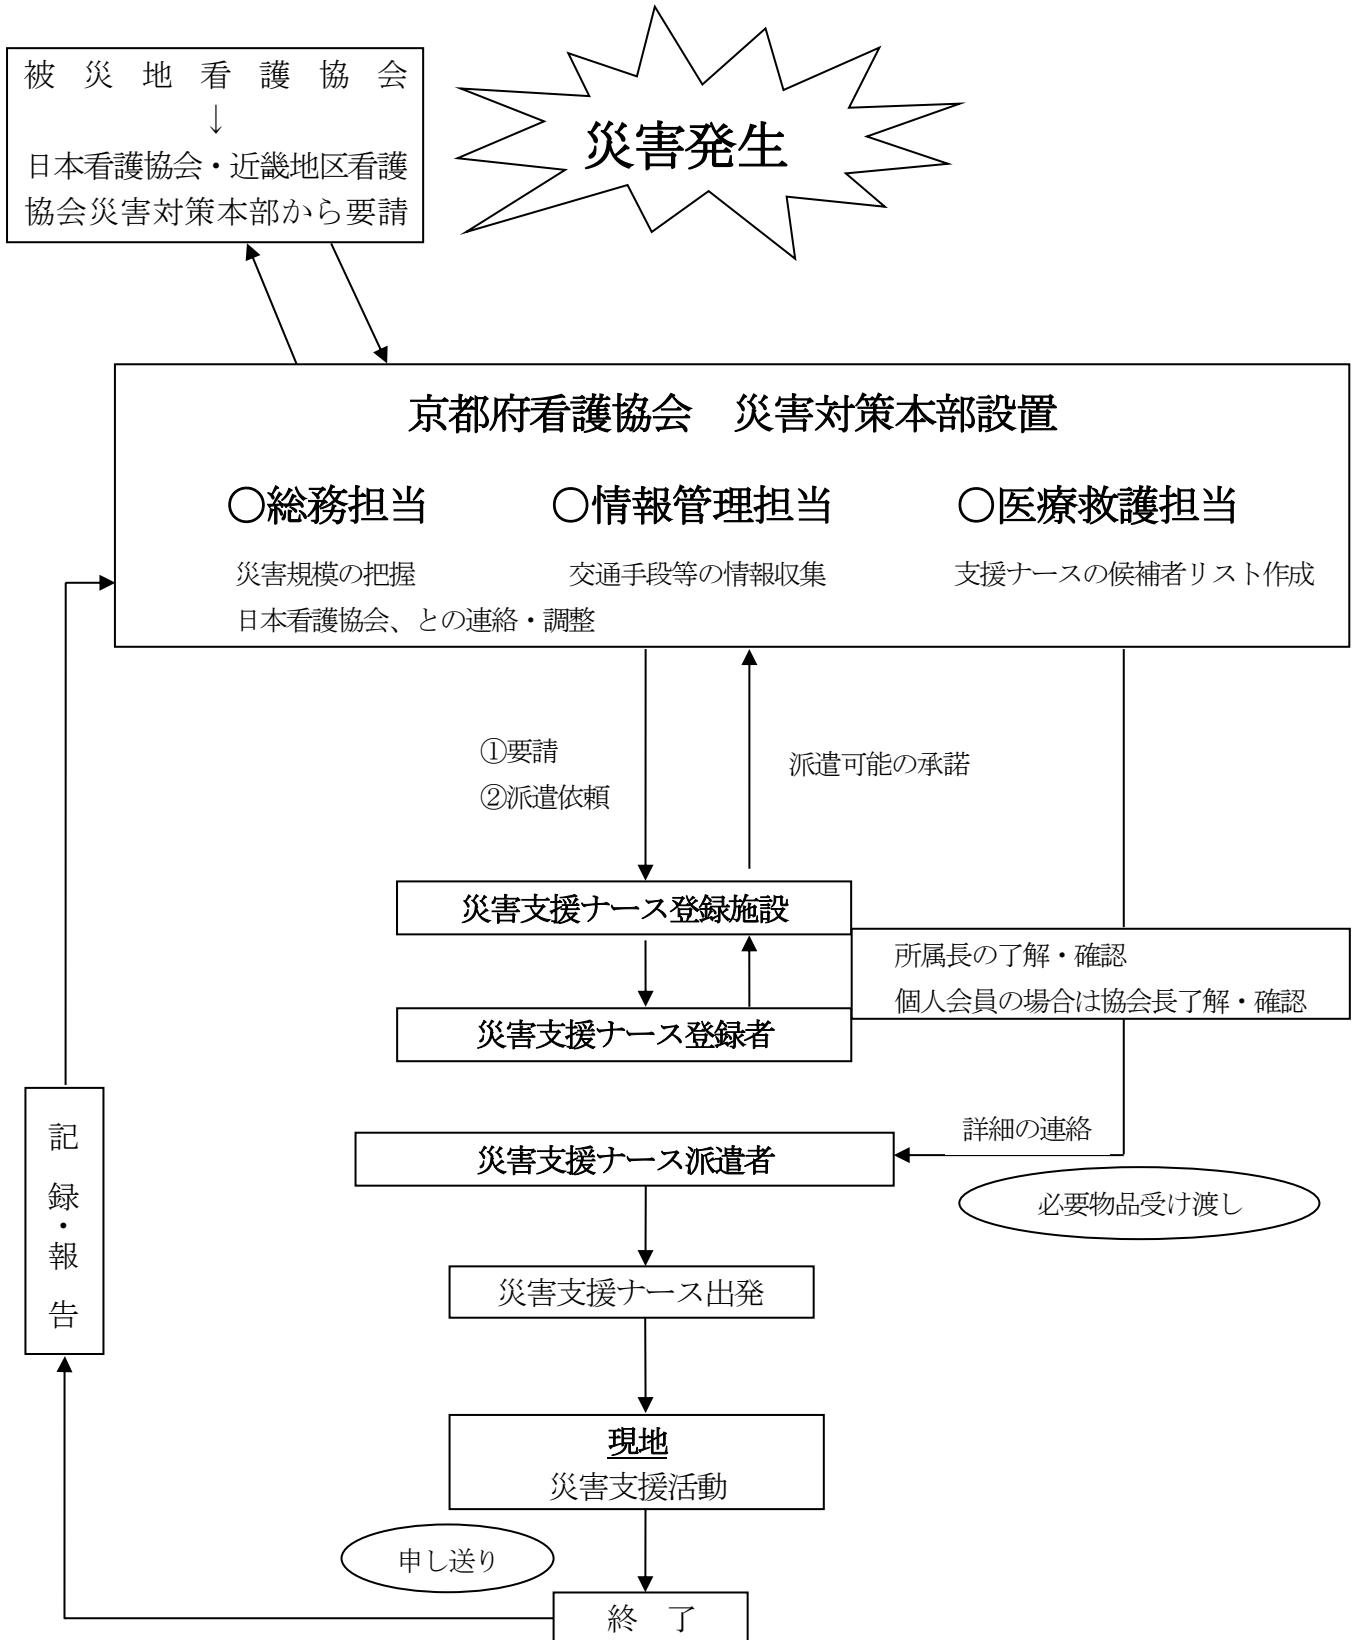 災害発生
被災地看護協会
↓
日本看護協会・近畿地区看護
協会災害対策本部から要請
京都府看護協会　災害対策本部設置
○総務担当
災害規模の把握
日本看護協会、との連絡・調整
○情報管理担当
交通手段等の情報収集
○医療救護担当
支援ナースの候補者リスト作成
①要請
②派遣依頼
派遣可能の承諾
災害支援ナース登録施設
所属長の了解・確認
個人会員の場合は協会長了解・確認
災害支援ナース登録者
詳細の連絡
災害支援ナース派遣者
必要物品受け渡し
災害支援ナース出発
現地
災害支援活動
申し送り
終　了
記録・報告